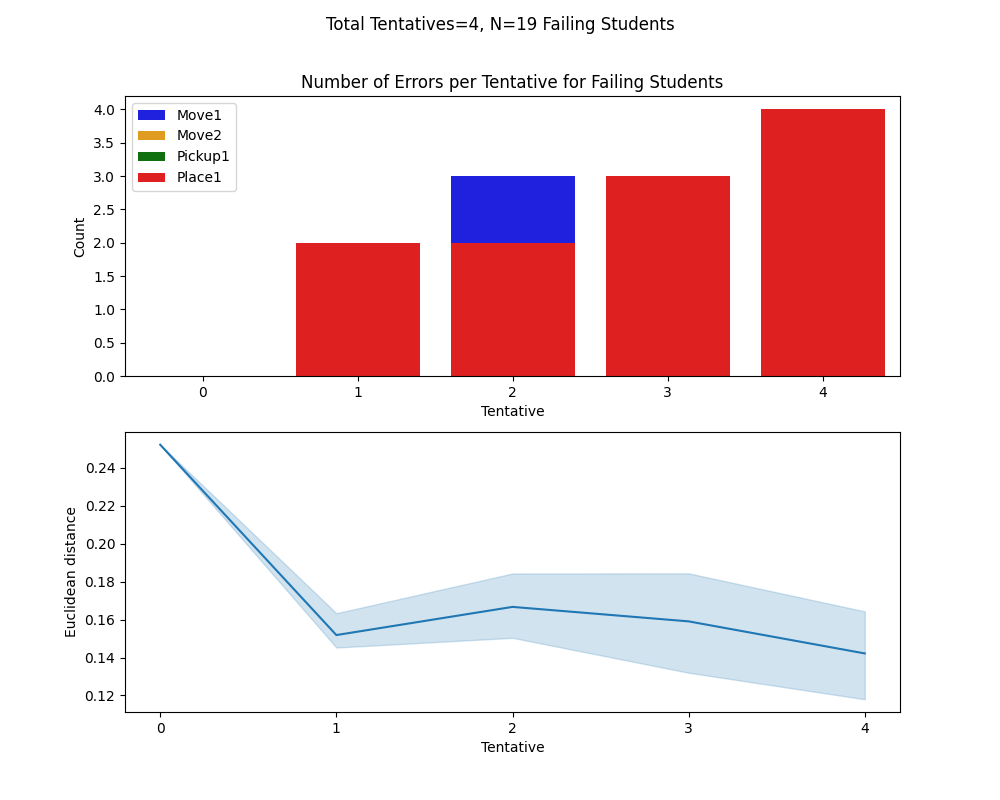 Total Tentatives=4, N=19 Failing Students
Number of Errors per Tentative for Failing Students
Move1
Move2
Pickup1
Place1
Count
4.0
3.5
3.0
2.5
2.0
1.5
1.0
0.5
0.0
0 1 2 3 4
Tentative
Euclidean distance
0.24
0.22
0.20
0.18
0.16
0.14
0.12
0 1 2 3 4
Tentative